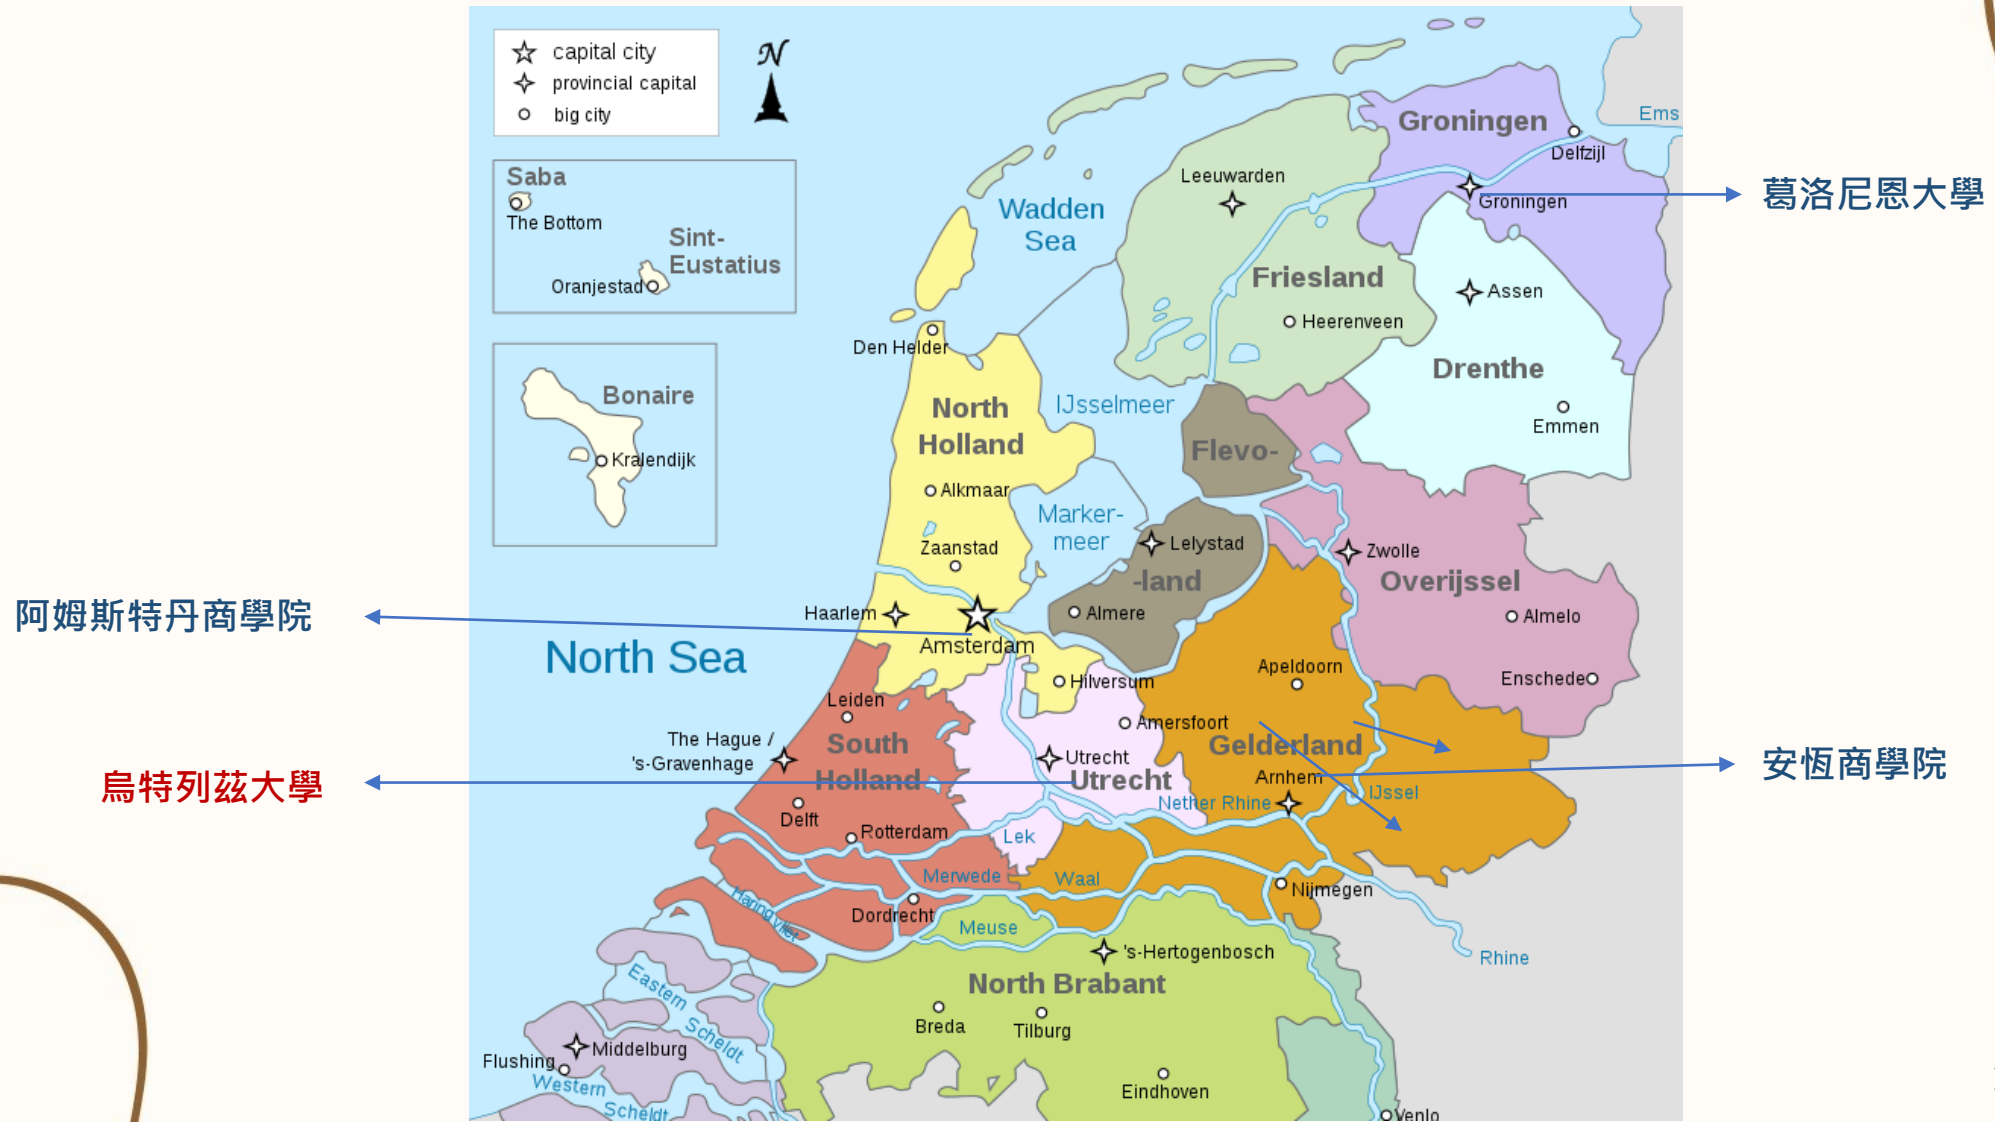 capital city
provincial capital
big city
N
Saba
The Bottom
Sint-
Eustatius
Oranjestad
Bonaire
Kralendijk
Groningen
Ems
Delfzijl
Leeuwarden
Groningen
葛洛尼恩大學
Wadden
Sea
Friesland
Assen
Heerenveen
Den Helder
Drenthe
North
Holland
IJsselmeer
Emmen
Flevo-
Alkmaar
Marker-
meer
Zaanstad
Lelystad
Zwolle
-land
Overijssel
阿姆斯特丹商學院
Haarlem
Almere
Almelo
Amsterdam
North Sea
Apeldoorn
Hilversum
Enschede
Leiden
Amersfoort
The Hague /
's-Gravenhage
South
Holland
Gelderland
Utrecht
Utrecht
Arnhem
安恆商學院
烏特列茲大學
Nether Rhine
IJssel
Delft
Rotterdam
Lek
Merwede
Waal
Nijmegen
Haringvliet
Dordrecht
Meuse
's-Hertogenbosch
Rhine
North Brabant
Eastern
Scheldt
Breda
Tilburg
Middelburg
Flushing
Western
Scheldt
Eindhoven
Venlo